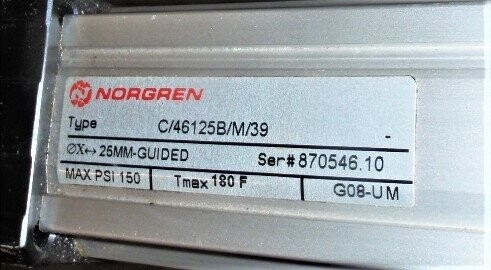 NORGREN
Type C/46125B/M/39 -
ØX↔ 25MM-GUIDED Ser# 870546.10
MAX PSI 150 Tmax 180 F G08-UM